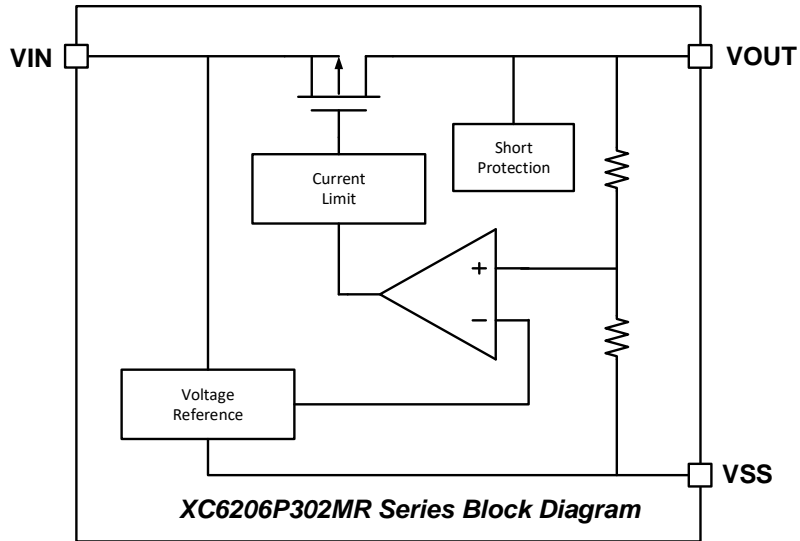 VIN
VOUT
Short
Protection
Current
Limit
+
−
Voltage
Reference
VSS
XC6206P302MR Series Block Diagram